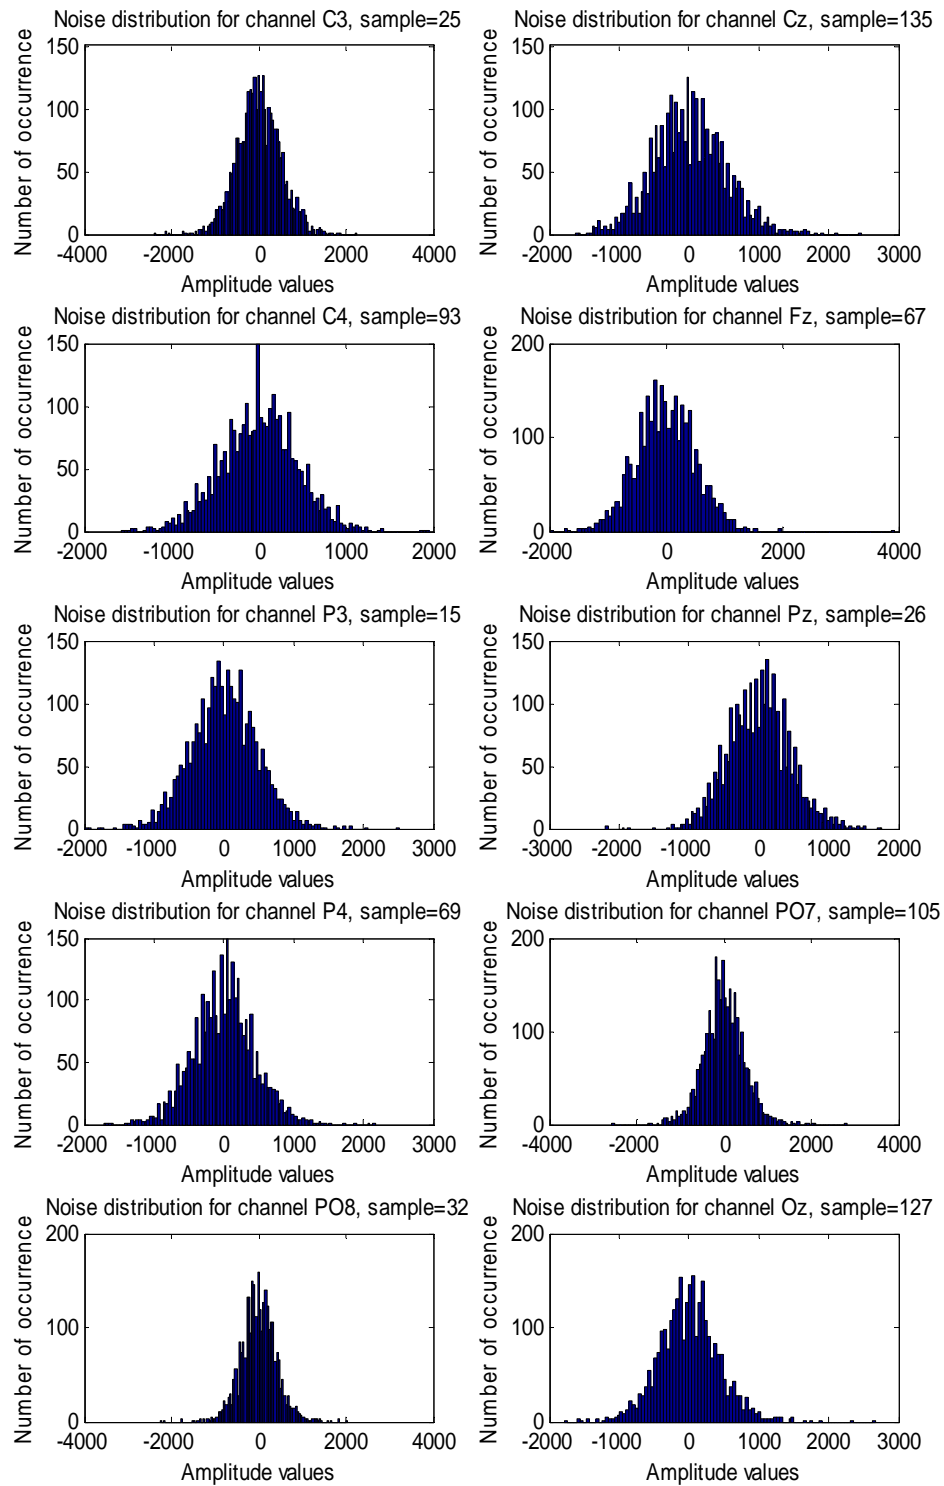 Noise distribution for channel C3, sample=25
Number of occurrence
150
100
50
0
-4000 -2000 0 2000 4000
Amplitude values
Noise distribution for channel Cz, sample=135
Number of occurrence
150
100
50
0
-2000 -1000 0 1000 2000 3000
Amplitude values
Noise distribution for channel C4, sample=93
Number of occurrence
150
100
50
0
-2000 -1000 0 1000 2000
Amplitude values
Noise distribution for channel Fz, sample=67
Number of occurrence
200
100
0
-2000 0 2000 4000
Amplitude values
Noise distribution for channel P3, sample=15
Number of occurrence
150
100
50
0
-2000 -1000 0 1000 2000 3000
Amplitude values
Noise distribution for channel Pz, sample=26
Number of occurrence
150
100
50
0
-3000 -2000 -1000 0 1000 2000
Amplitude values
Noise distribution for channel P4, sample=69
Number of occurrence
150
100
50
0
-2000 -1000 0 1000 2000 3000
Amplitude values
Noise distribution for channel PO7, sample=105
Number of occurrence
200
100
0
-4000 -2000 0 2000 4000
Amplitude values
Noise distribution for channel PO8, sample=32
Number of occurrence
200
100
0
-4000 -2000 0 2000 4000
Amplitude values
Noise distribution for channel Oz, sample=127
Number of occurrence
200
100
0
-2000 -1000 0 1000 2000 3000
Amplitude values